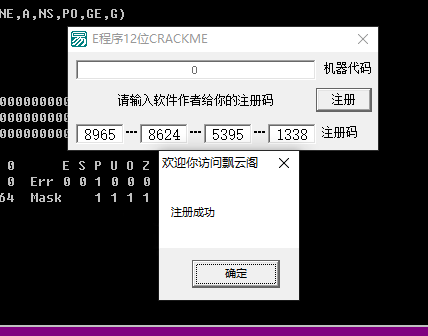 NE,A,NS,PO,GE,G)
E程序12位CRACKME
0 机器代码
请输入软件作者给你的注册码 注册
8965 --- 8624 --- 5395 --- 1338 注册码
000000000
000000000
000000000
0 E S P U O Z
0 Err 0 0 1 0 0 0
64 Mask 1 1 1 1
欢迎你访问飘云阁
注册成功
确定